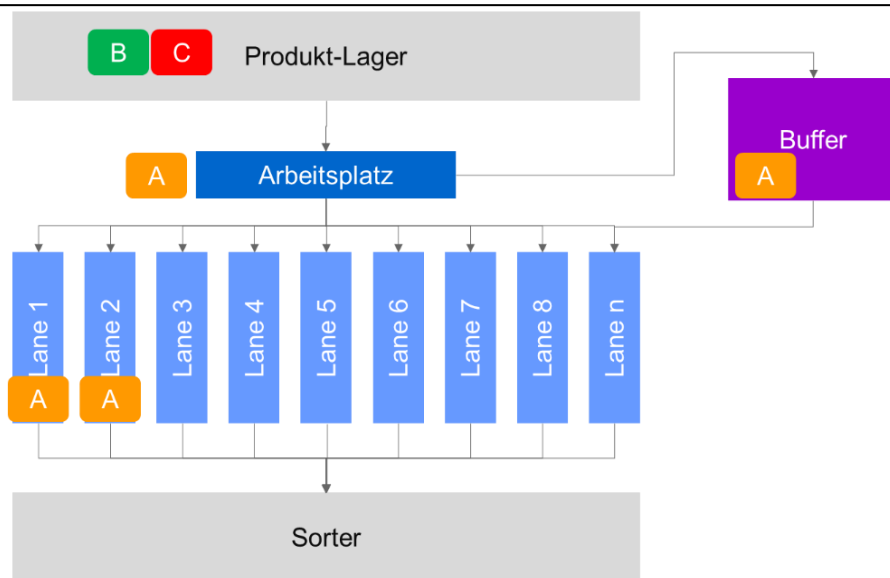 B C Produkt-Lager
A Arbeitsplatz
Buffer
A
Lane 1
Lane 2
Lane 3
Lane 4
Lane 5
Lane 6
Lane 7
Lane 8
Lane n
A
A
Sorter